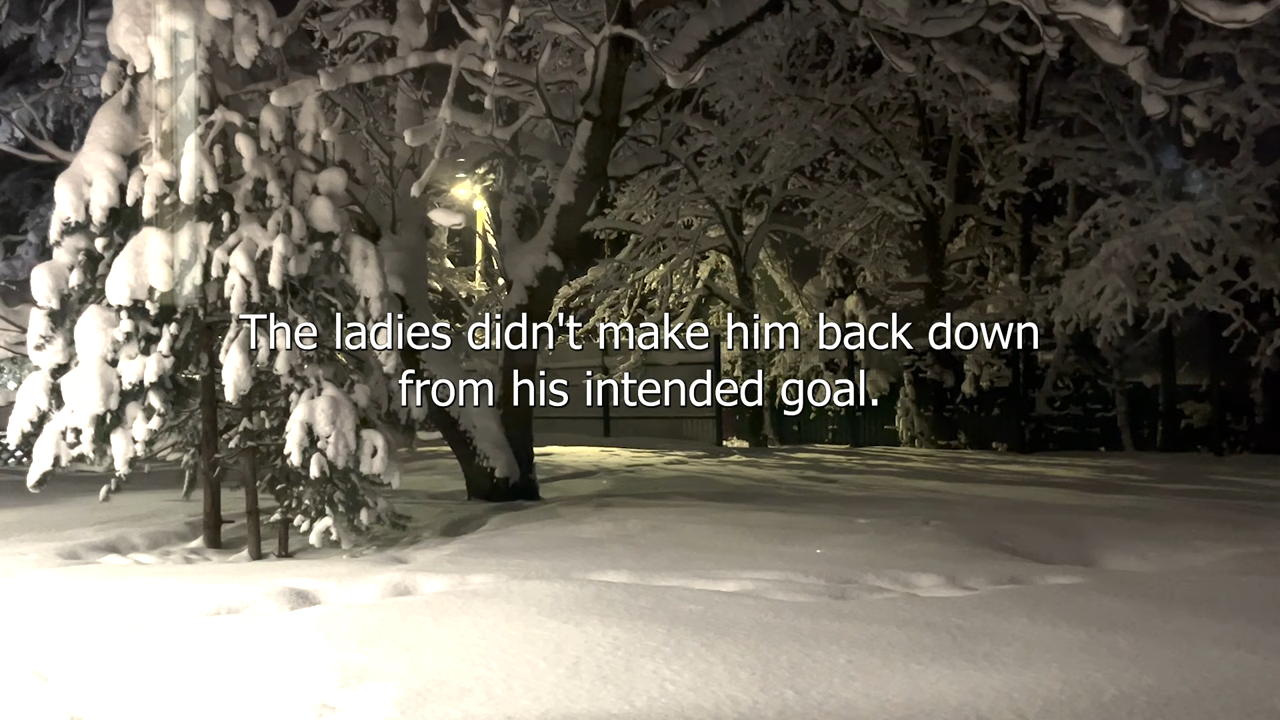 The ladies didn't make him back down
from his intended goal.